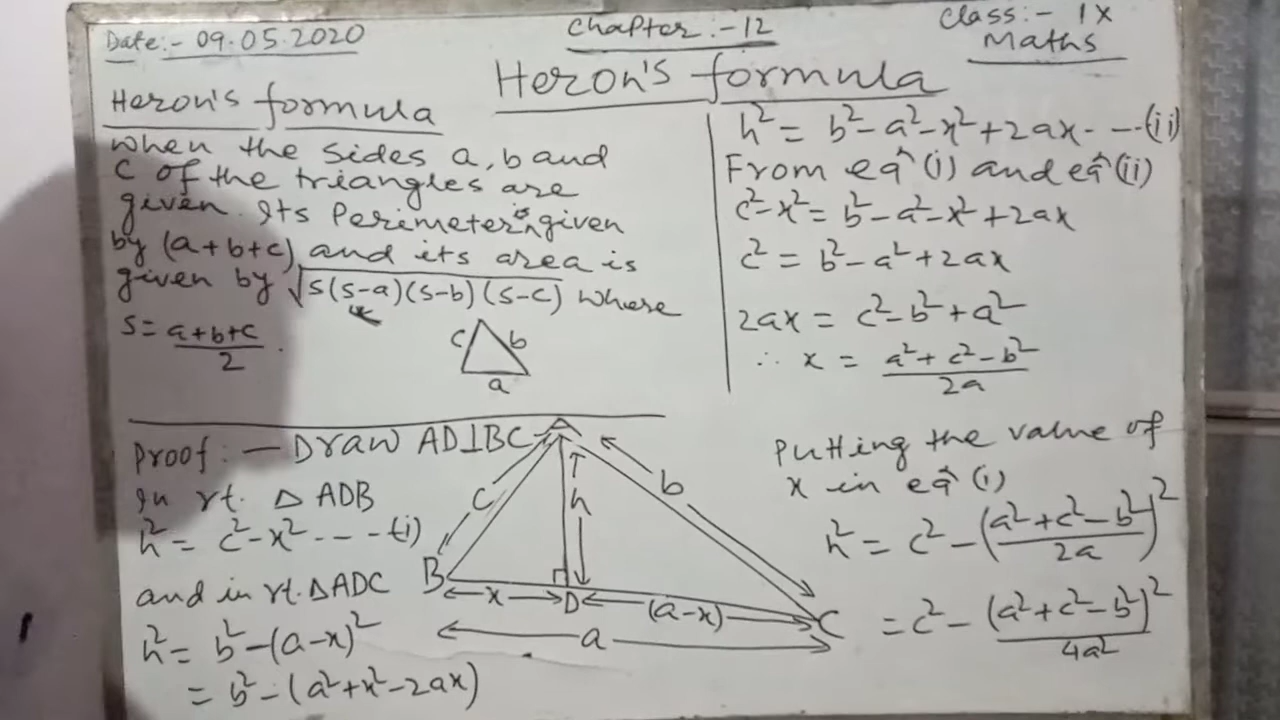 Date:- 09.05.2020
Chapter:-12
Class:- IX
Maths
Heron's formula
Heron's formula
when the sides a, b and
c of the triangles are
given. Its Perimeter is given
by (a+b+c) and its area is
given by √s(s-a)(s-b)(s-c) where
s = a+b+c/2.
c b
a
Proof:— Draw AD⊥BC
In rt. △ ADB
h² = c²-x² ---- (i)
and in rt. △ADC
h² = b²-(a-x)²
= b²-(a²+x²-2ax)
A
c h b
B x D (a-x) C
a
h² = b²-a²-x²+2ax- --- (ii)
From eqⁿ (i) and eqⁿ (ii)
c²-x² = b²-a²-x²+2ax
c² = b²-a²+2ax
2ax = c²-b²+a²
∴ x = a²+c²-b²/2a
Putting the value of
x in eqⁿ (i)
h² = c²-(a²+c²-b²/2a)²
= c²-(a²+c²-b²)²/4a²